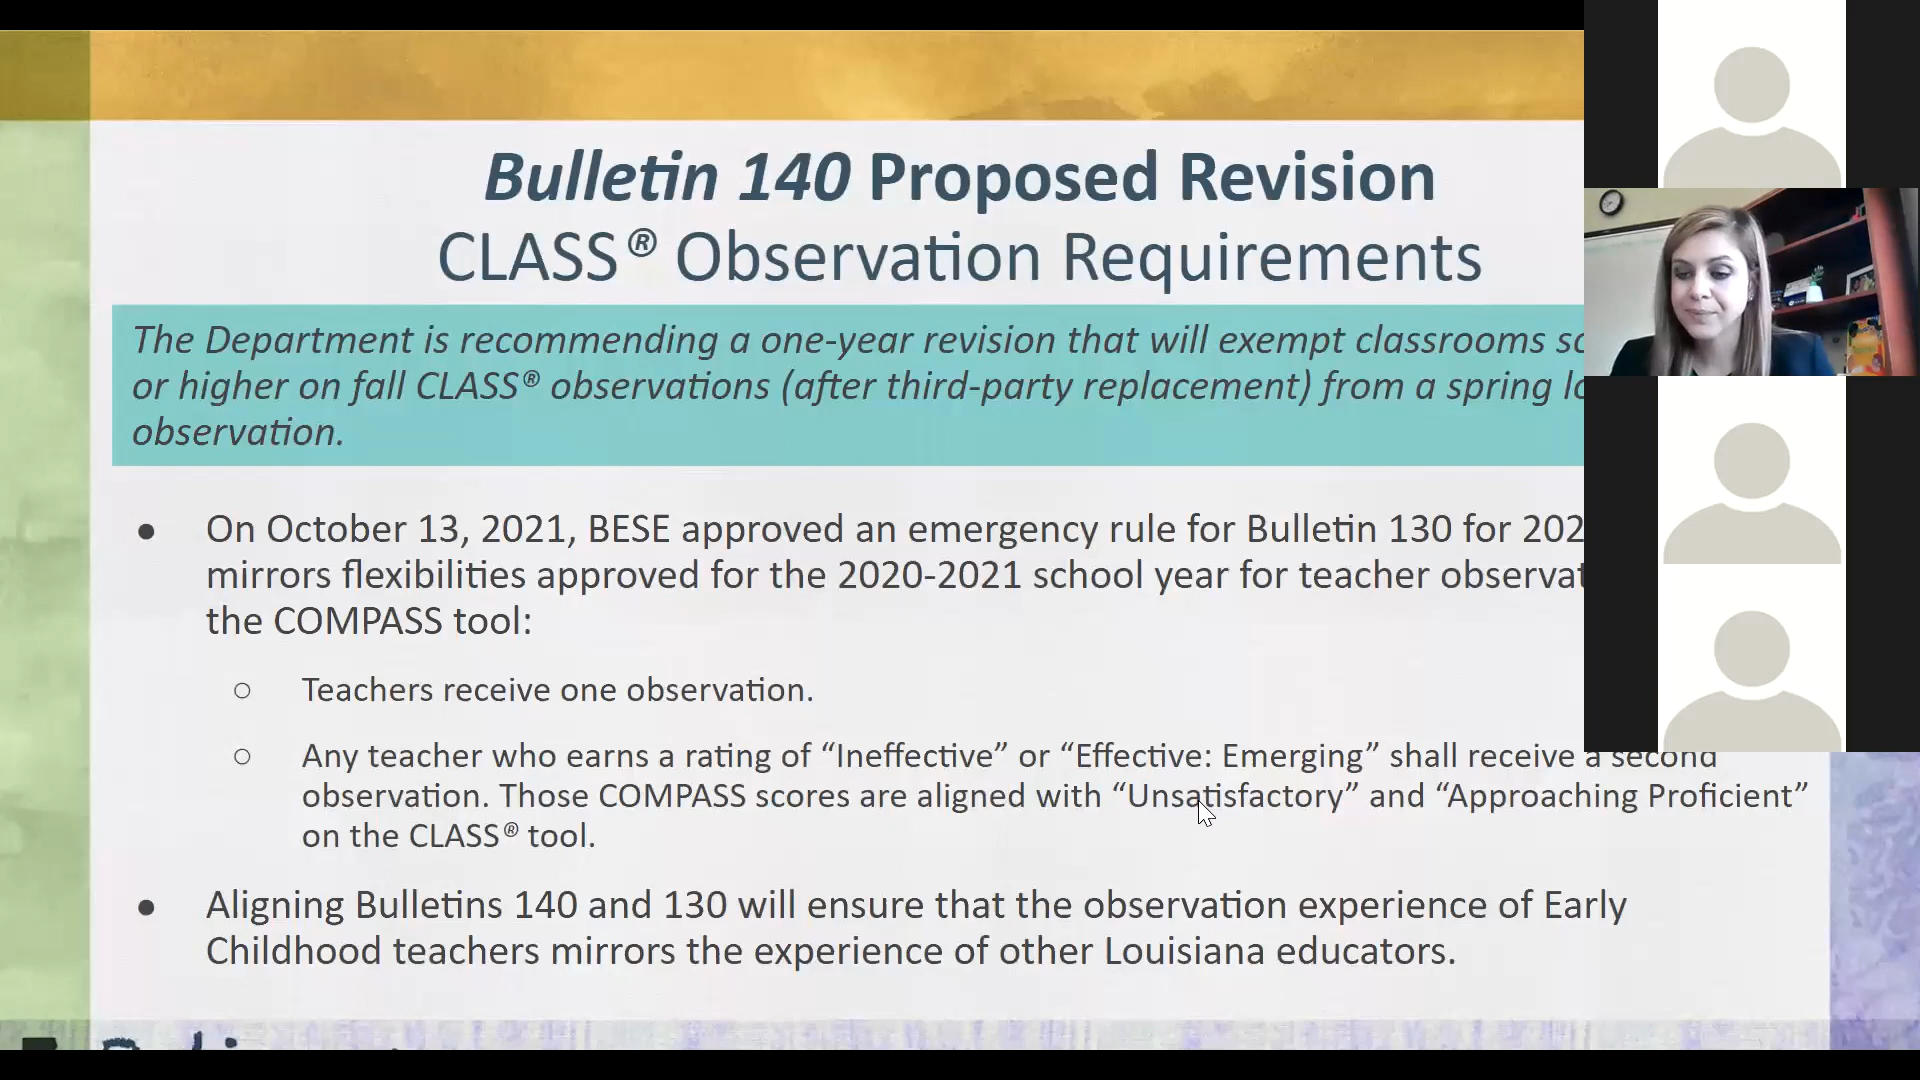 Bulletin 140 Proposed Revision
CLASS® Observation Requirements
The Department is recommending a one-year revision that will exempt classrooms
or higher on fall CLASS® observations (after third-party replacement) from a spring
observation.
● On October 13, 2021, BESE approved an emergency rule for Bulletin 130 for
mirrors flexibilities approved for the 2020-2021 school year for teacher
the COMPASS tool:
○ Teachers receive one observation.
○ Any teacher who earns a rating of “Ineffective” or “Effective: Emerging” shall receive a second
observation. Those COMPASS scores are aligned with “Unsatisfactory” and “Approaching Proficient”
on the CLASS® tool.
● Aligning Bulletins 140 and 130 will ensure that the observation experience of Early
Childhood teachers mirrors the experience of other Louisiana educators.